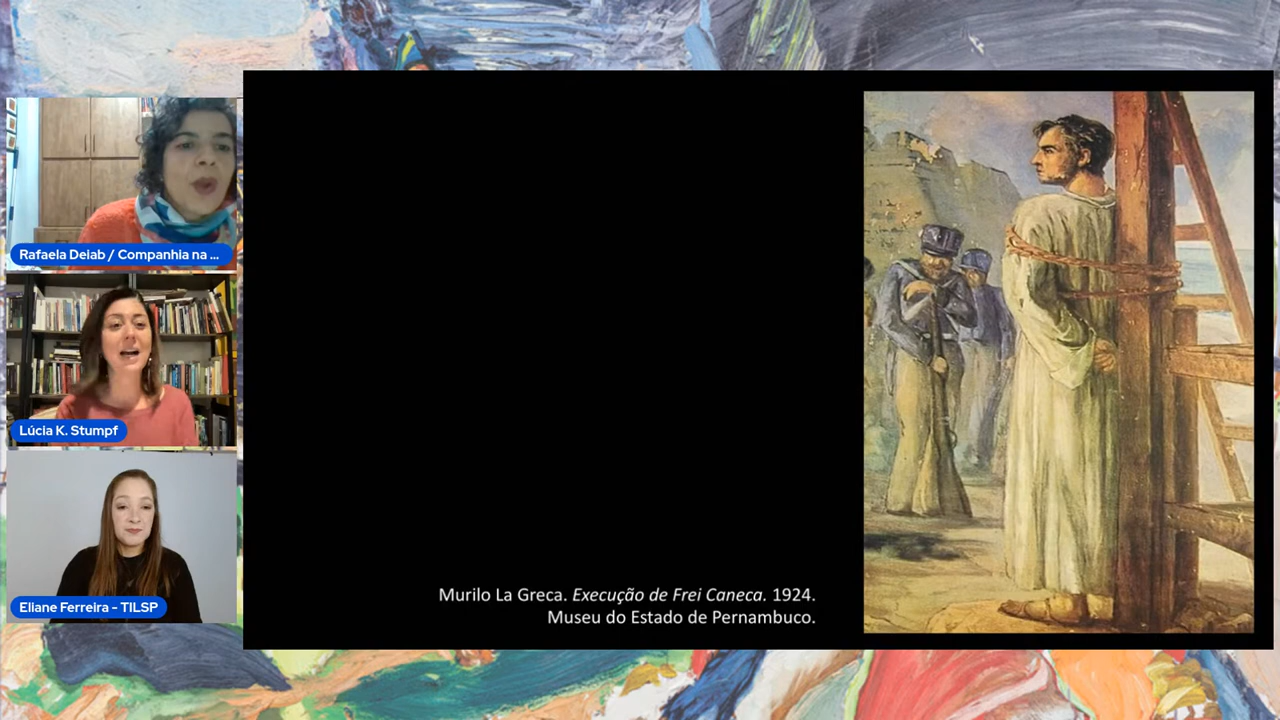 Rafaela Deiab / Companhia na ...
Lúcia K. Stumpf
Eliane Ferreira - TILSP
Murilo La Greca. Execução de Frei Caneca. 1924.
Museu do Estado de Pernambuco.